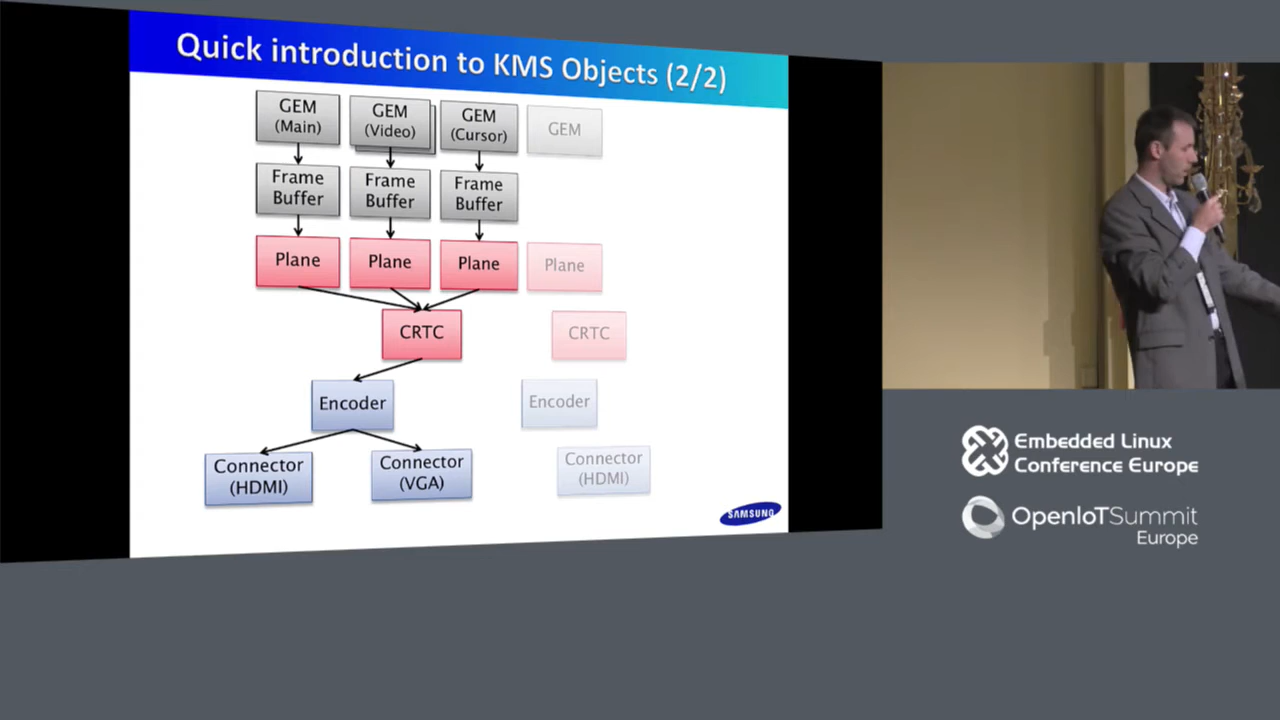 Quick introduction to KMS Objects (2/2)
GEM
(Main)
GEM
(Video)
GEM
(Cursor)
GEM
Frame
Buffer
Frame
Buffer
Frame
Buffer
Plane
Plane
Plane
Plane
CRTC
CRTC
Encoder
Encoder
Connector
(HDMI)
Connector
(VGA)
Connector
(HDMI)
SAMSUNG
Embedded Linux
Conference Europe
OpenIoTSummit
Europe